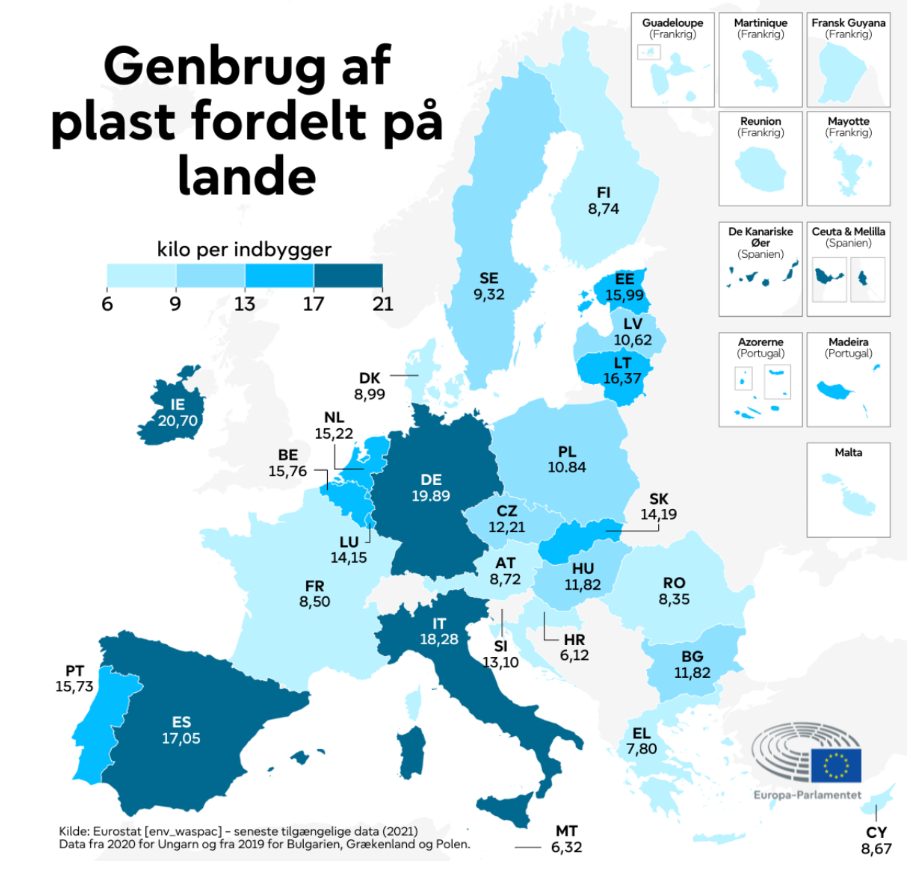 Genbrug af
plast fordelt på
lande
kilo per indbygger
6 9 13 17 21
Guadeloupe
(Frankrig)
Martinique
(Frankrig)
Fransk Guyana
(Frankrig)
Reunion
(Frankrig)
Mayotte
(Frankrig)
De Kanariske
Øer
(Spanien)
Ceuta & Melilla
(Spanien)
Azorerne
(Portugal)
Madeira
(Portugal)
Malta
FI
8,74
SE
9,32
EE
15,99
LV
10,62
LT
16,37
DK
8,99
IE
20,70
NL
15,22
BE
15,76
DE
19.89
PL
10.84
CZ
12,21
SK
14,19
LU
14,15
AT
8,72
HU
11,82
RO
8,35
FR
8,50
IT
18,28
SI
13,10
HR
6,12
BG
11,82
PT
15,73
ES
17,05
EL
7,80
MT
6,32
CY
8,67
Europa-Parlamentet
Kilde: Eurostat [env_waspac] – seneste tilgængelige data (2021)
Data fra 2020 for Ungarn og fra 2019 for Bulgarien, Grækenland og Polen.